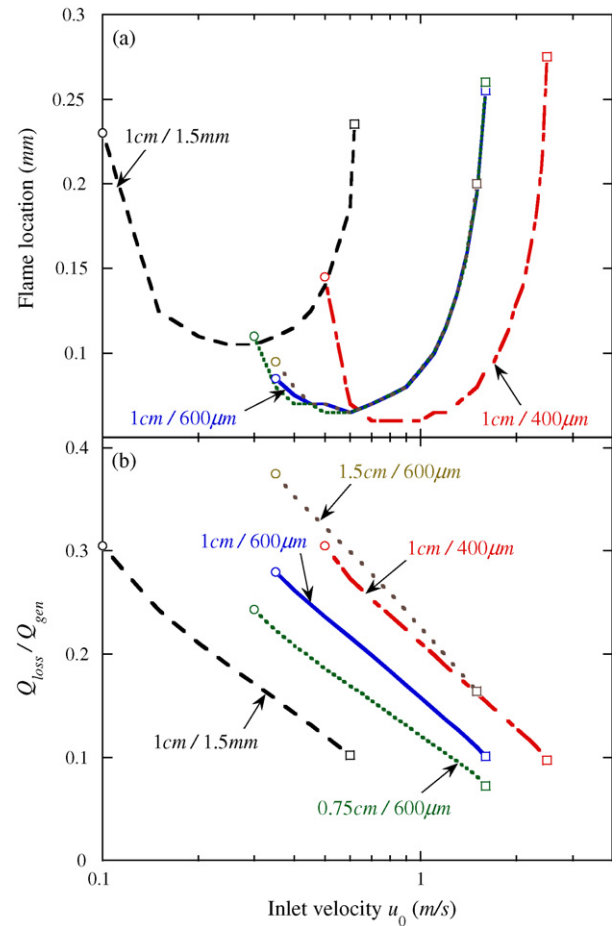 0.3
(a)
0.25
1cm / 1.5mm
0.2
0.15
0.1
1cm / 600μm
1cm / 400μm
Flame location (mm)
(b)
0.4
1.5cm / 600μm
1cm / 600μm
1cm / 400μm
0.3
0.2
0.1
1cm / 1.5mm
0.75cm / 600μm
0
Q_loss / Q_gen
0.1
1
Inlet velocity u_0 (m/s)